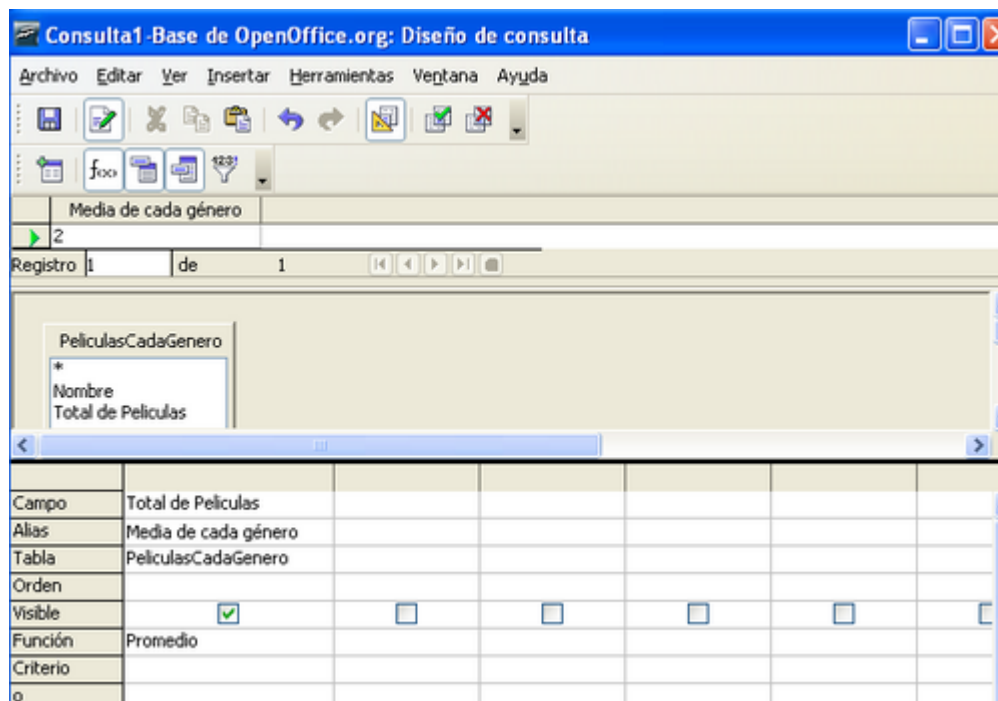 Consulta1-Base de OpenOffice.org: Diseño de consulta
Archivo Editar Ver Insertar Herramientas Ventana Ayuda
f(x) 123!
Media de cada género
2
Registro 1 de 1
PeliculasCadaGenero
*
Nombre
Total de Peliculas
Campo Total de Peliculas
Alias Media de cada género
Tabla PeliculasCadaGenero
Orden
Visible
Función Promedio
Criterio
o